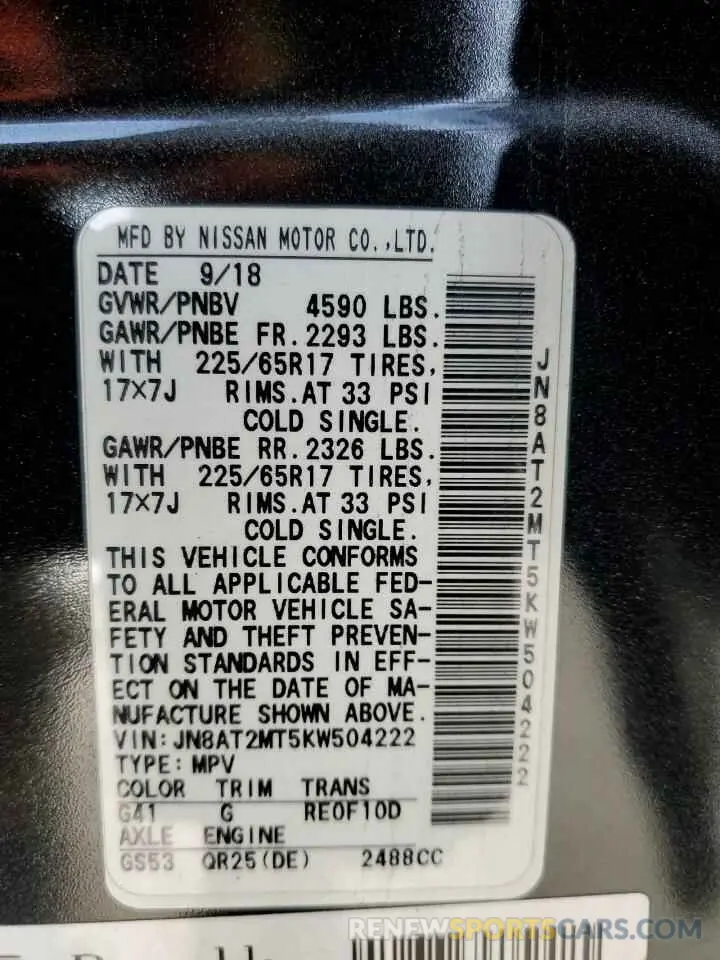 MFD BY NISSAN MOTOR CO.,LTD.
DATE 9/18
GVWR/PNBV 4590 LBS.
GAWR/PNBE FR.2293 LBS.
WITH 225/65R17 TIRES,
17X7J RIMS.AT 33 PSI
COLD SINGLE.
GAWR/PNBE RR.2326 LBS.
WITH 225/65R17 TIRES,
17X7J RIMS.AT 33 PSI
COLD SINGLE.
THIS VEHICLE CONFORMS
TO ALL APPLICABLE FED-
ERAL MOTOR VEHICLE SA-
FETY AND THEFT PREVEN-
TION STANDARDS IN EFF-
ECT ON THE DATE OF MA-
NUFACTURE SHOWN ABOVE.
VIN:JN8AT2MT5KW504222
TYPE:MPV
COLOR TRIM TRANS
G41 G RE0F10D
AXLE ENGINE
GS53 QR25(DE) 2488CC
JN8AT2MT5KW504222
RENEWSPORTSCARS.COM